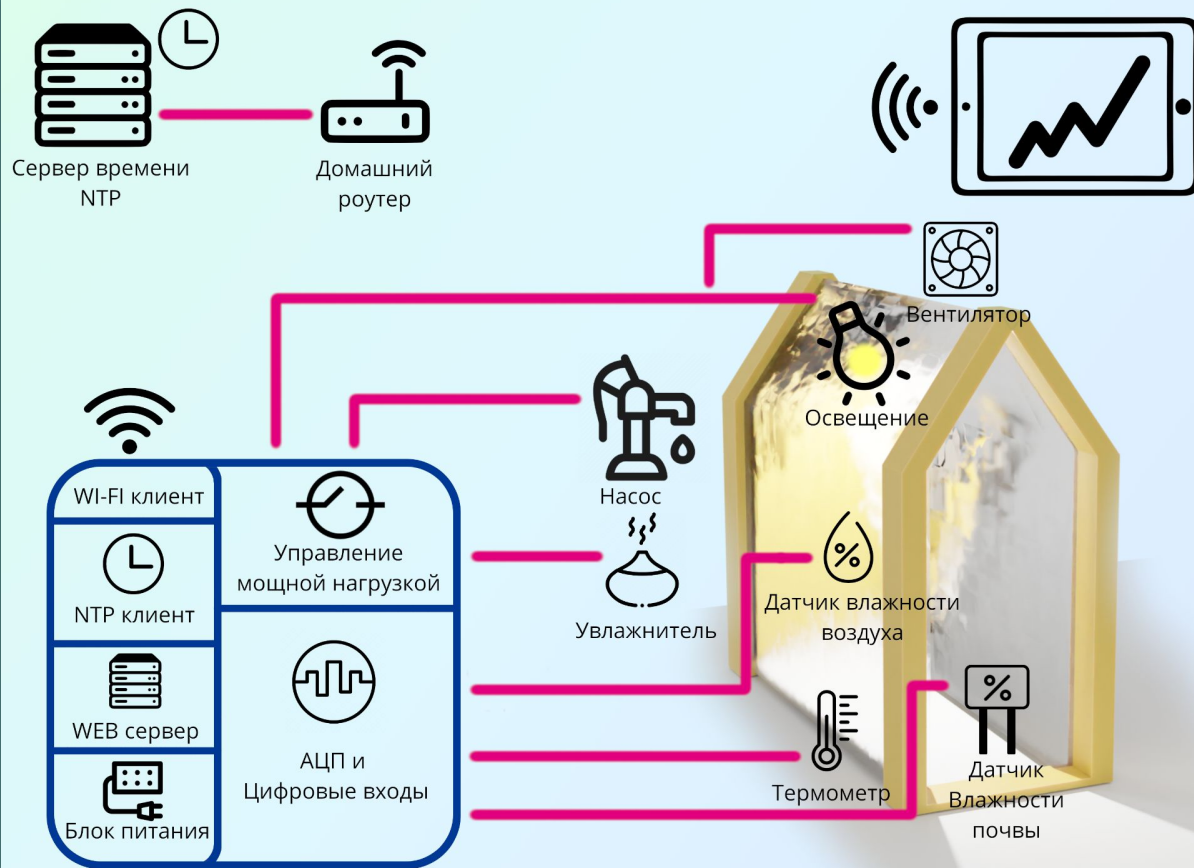 Сервер времени
NTP
Домашний
роутер
Вентилятор
Освещение
Насос
WI-FI клиент
Управление
мощной нагрузкой
NTP клиент
Увлажнитель
%
Датчик влажности
воздуха
WEB сервер
АЦП и
Цифровые входы
Блок питания
Термометр
%
Датчик
Влажности
почвы